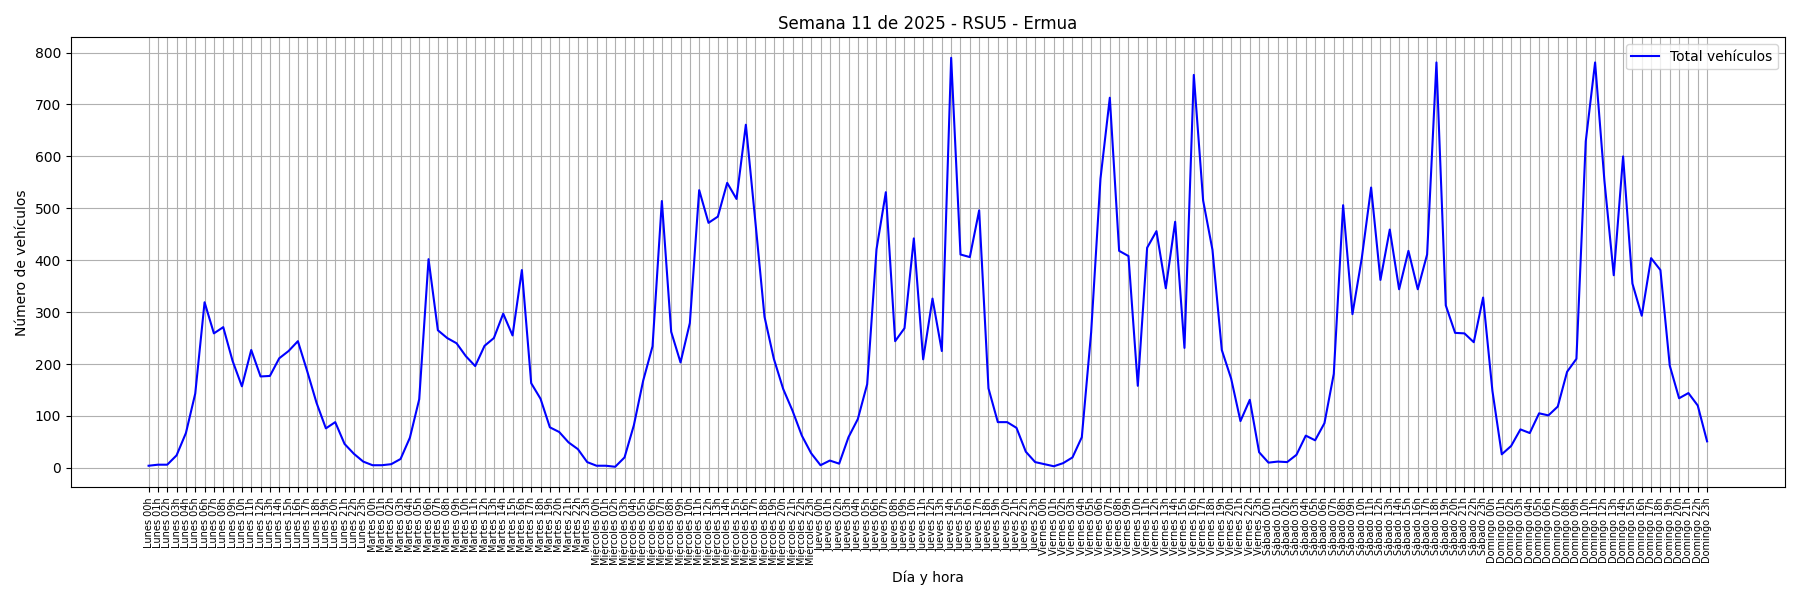 Semana 11 de 2025 - RSU5 - Ermua
Total vehículos
Número de vehículos
800
700
600
500
400
300
200
100
0
Lunes 00h
Lunes 01h
Lunes 02h
Lunes 03h
Lunes 04h
Lunes 05h
Lunes 06h
Lunes 07h
Lunes 08h
Lunes 09h
Lunes 10h
Lunes 11h
Lunes 12h
Lunes 13h
Lunes 14h
Lunes 15h
Lunes 16h
Lunes 17h
Lunes 18h
Lunes 19h
Lunes 20h
Lunes 21h
Lunes 22h
Lunes 23h
Martes 00h
Martes 01h
Martes 02h
Martes 03h
Martes 04h
Martes 05h
Martes 06h
Martes 07h
Martes 08h
Martes 09h
Martes 10h
Martes 11h
Martes 12h
Martes 13h
Martes 14h
Martes 15h
Martes 16h
Martes 17h
Martes 18h
Martes 19h
Martes 20h
Martes 21h
Martes 22h
Martes 23h
Miércoles 00h
Miércoles 01h
Miércoles 02h
Miércoles 03h
Miércoles 04h
Miércoles 05h
Miércoles 06h
Miércoles 07h
Miércoles 08h
Miércoles 09h
Miércoles 10h
Miércoles 11h
Miércoles 12h
Miércoles 13h
Miércoles 14h
Miércoles 15h
Miércoles 16h
Miércoles 17h
Miércoles 18h
Miércoles 19h
Miércoles 20h
Miércoles 21h
Miércoles 22h
Miércoles 23h
Jueves 00h
Jueves 01h
Jueves 02h
Jueves 03h
Jueves 04h
Jueves 05h
Jueves 06h
Jueves 07h
Jueves 08h
Jueves 09h
Jueves 10h
Jueves 11h
Jueves 12h
Jueves 13h
Jueves 14h
Jueves 15h
Jueves 16h
Jueves 17h
Jueves 18h
Jueves 19h
Jueves 20h
Jueves 21h
Jueves 22h
Jueves 23h
Viernes 00h
Viernes 01h
Viernes 02h
Viernes 03h
Viernes 04h
Viernes 05h
Viernes 06h
Viernes 07h
Viernes 08h
Viernes 09h
Viernes 10h
Viernes 11h
Viernes 12h
Viernes 13h
Viernes 14h
Viernes 15h
Viernes 16h
Viernes 17h
Viernes 18h
Viernes 19h
Viernes 20h
Viernes 21h
Viernes 22h
Viernes 23h
Sábado 00h
Sábado 01h
Sábado 02h
Sábado 03h
Sábado 04h
Sábado 05h
Sábado 06h
Sábado 07h
Sábado 08h
Sábado 09h
Sábado 10h
Sábado 11h
Sábado 12h
Sábado 13h
Sábado 14h
Sábado 15h
Sábado 16h
Sábado 17h
Sábado 18h
Sábado 19h
Sábado 20h
Sábado 21h
Sábado 22h
Sábado 23h
Domingo 00h
Domingo 01h
Domingo 02h
Domingo 03h
Domingo 04h
Domingo 05h
Domingo 06h
Domingo 07h
Domingo 08h
Domingo 09h
Domingo 10h
Domingo 11h
Domingo 12h
Domingo 13h
Domingo 14h
Domingo 15h
Domingo 16h
Domingo 17h
Domingo 18h
Domingo 19h
Domingo 20h
Domingo 21h
Domingo 22h
Domingo 23h
Día y hora